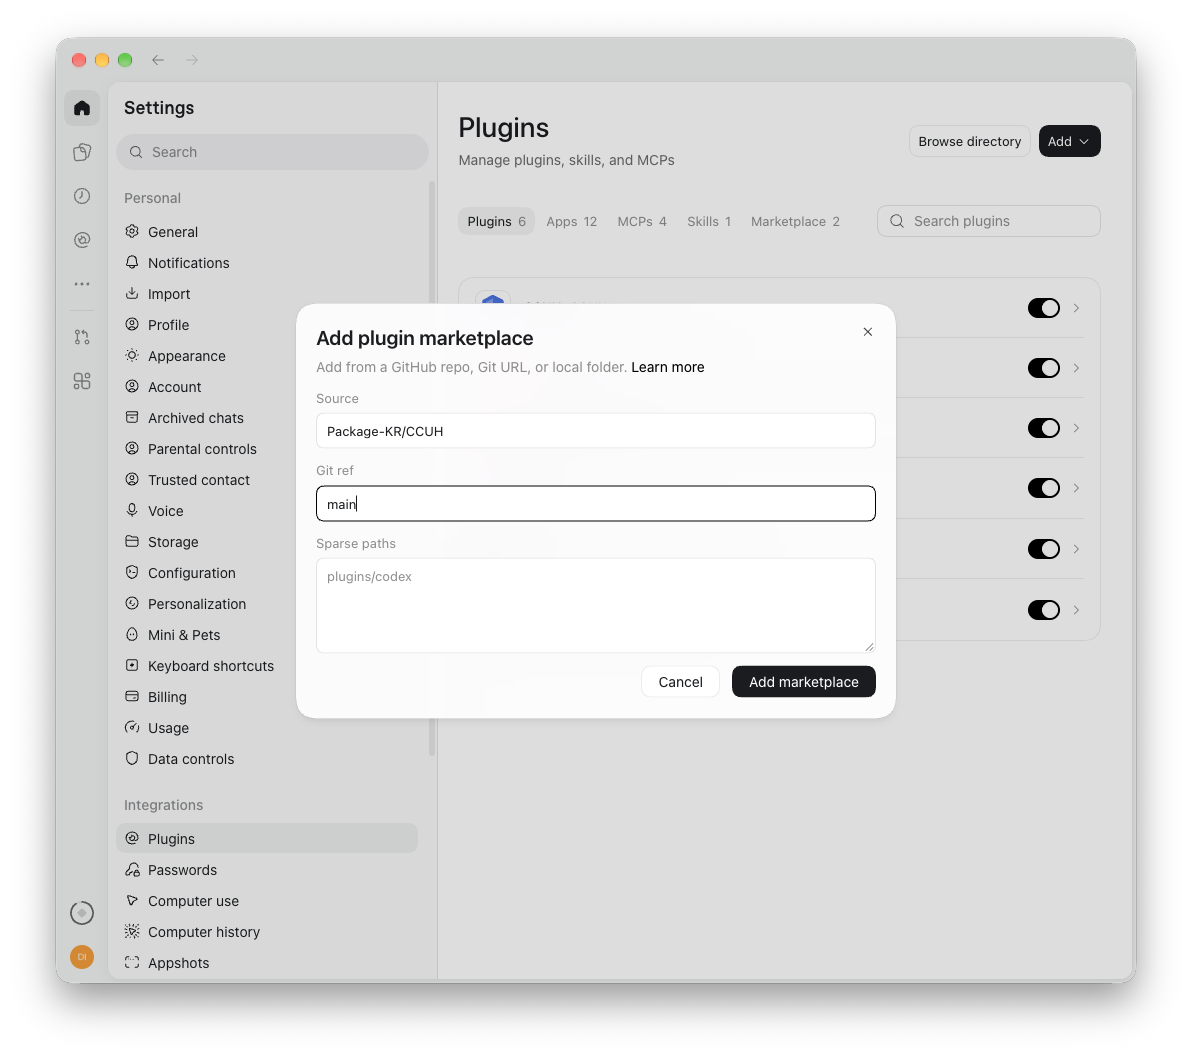 Settings
Search
Personal
General
Notifications
Import
Profile
Appearance
Account
Archived chats
Parental controls
Trusted contact
Voice
Storage
Configuration
Personalization
Mini & Pets
Keyboard shortcuts
Billing
Usage
Data controls
Integrations
Plugins
Passwords
Computer use
Computer history
Appshots
DI
Plugins
Manage plugins, skills, and MCPs
Browse directory
Add
Plugins 6
Apps 12
MCPs 4
Skills 1
Marketplace 2
Search plugins
Add plugin marketplace
Add from a GitHub repo, Git URL, or local folder. Learn more
Source
Package-KR/CCUH
Git ref
main
Sparse paths
plugins/codex
Cancel
Add marketplace